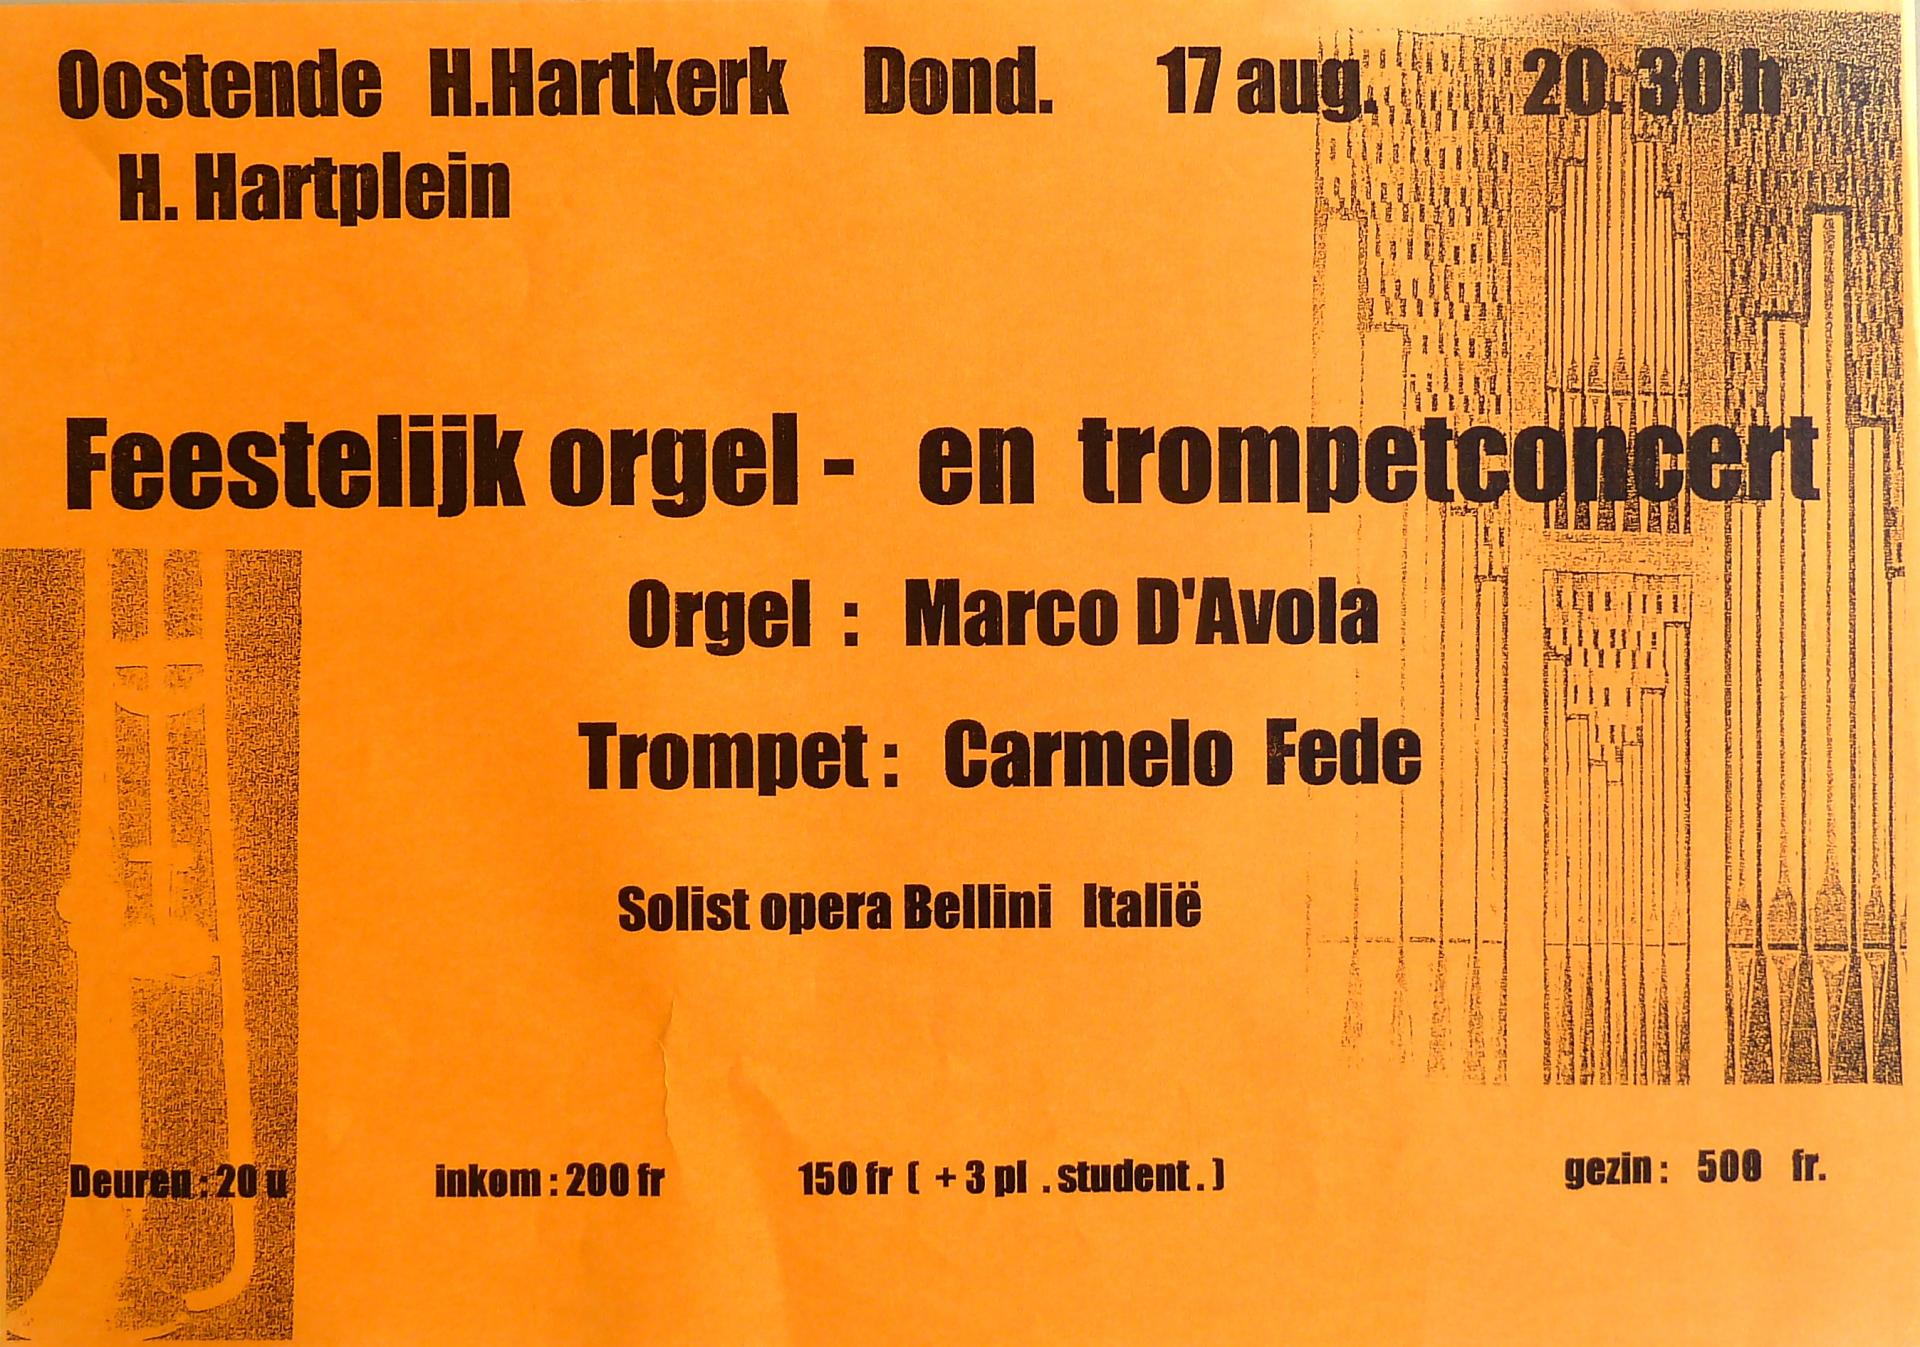 Oostende H.Hartkerk Dond. 17 aug. 20.30 h
H. Hartplein
Feestelijk orgel - en trompetconcert
Orgel : Marco D'Avola
Trompet : Carmelo Fede
Solist opera Bellini Italië
Deuren : 20 u inkom : 200 fr 150 fr ( + 3 pl . student . ) gezin : 500 fr.